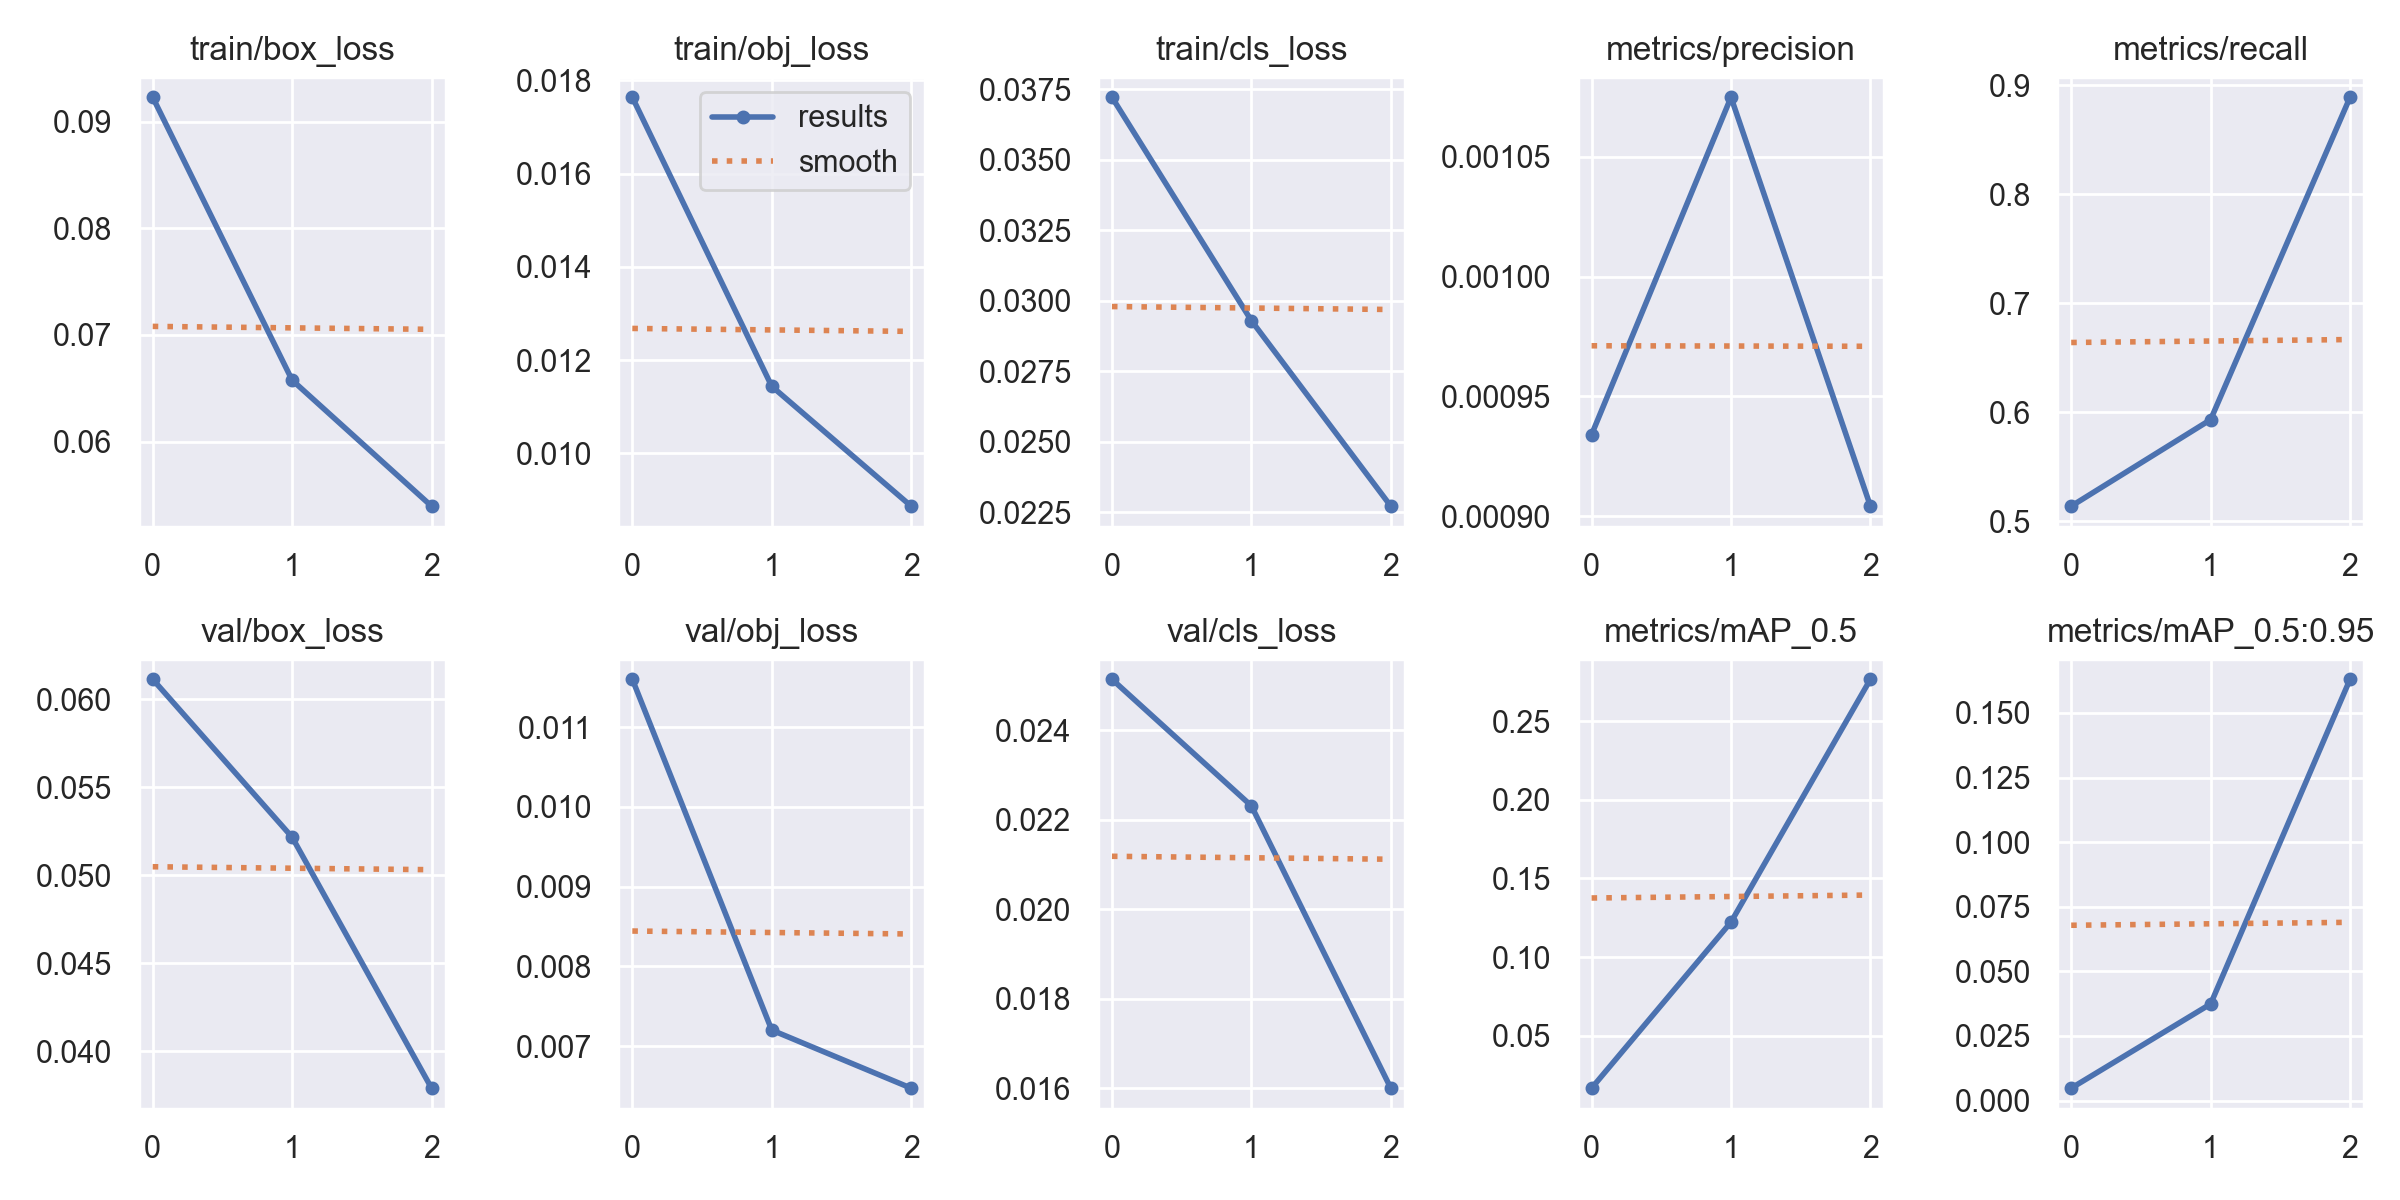 train/box_loss
0.09
0.08
0.07
0.06
0 1 2
train/obj_loss
0.018
0.016
0.014
0.012
0.010
results
smooth
0 1 2
train/cls_loss
0.0375
0.0350
0.0325
0.0300
0.0275
0.0250
0.0225
0 1 2
metrics/precision
0.00105
0.00100
0.00095
0.00090
0 1 2
metrics/recall
0.9
0.8
0.7
0.6
0.5
0 1 2
val/box_loss
0.060
0.055
0.050
0.045
0.040
0 1 2
val/obj_loss
0.011
0.010
0.009
0.008
0.007
0 1 2
val/cls_loss
0.024
0.022
0.020
0.018
0.016
0 1 2
metrics/mAP_0.5
0.25
0.20
0.15
0.10
0.05
0 1 2
metrics/mAP_0.5:0.95
0.150
0.125
0.100
0.075
0.050
0.025
0.000
0 1 2